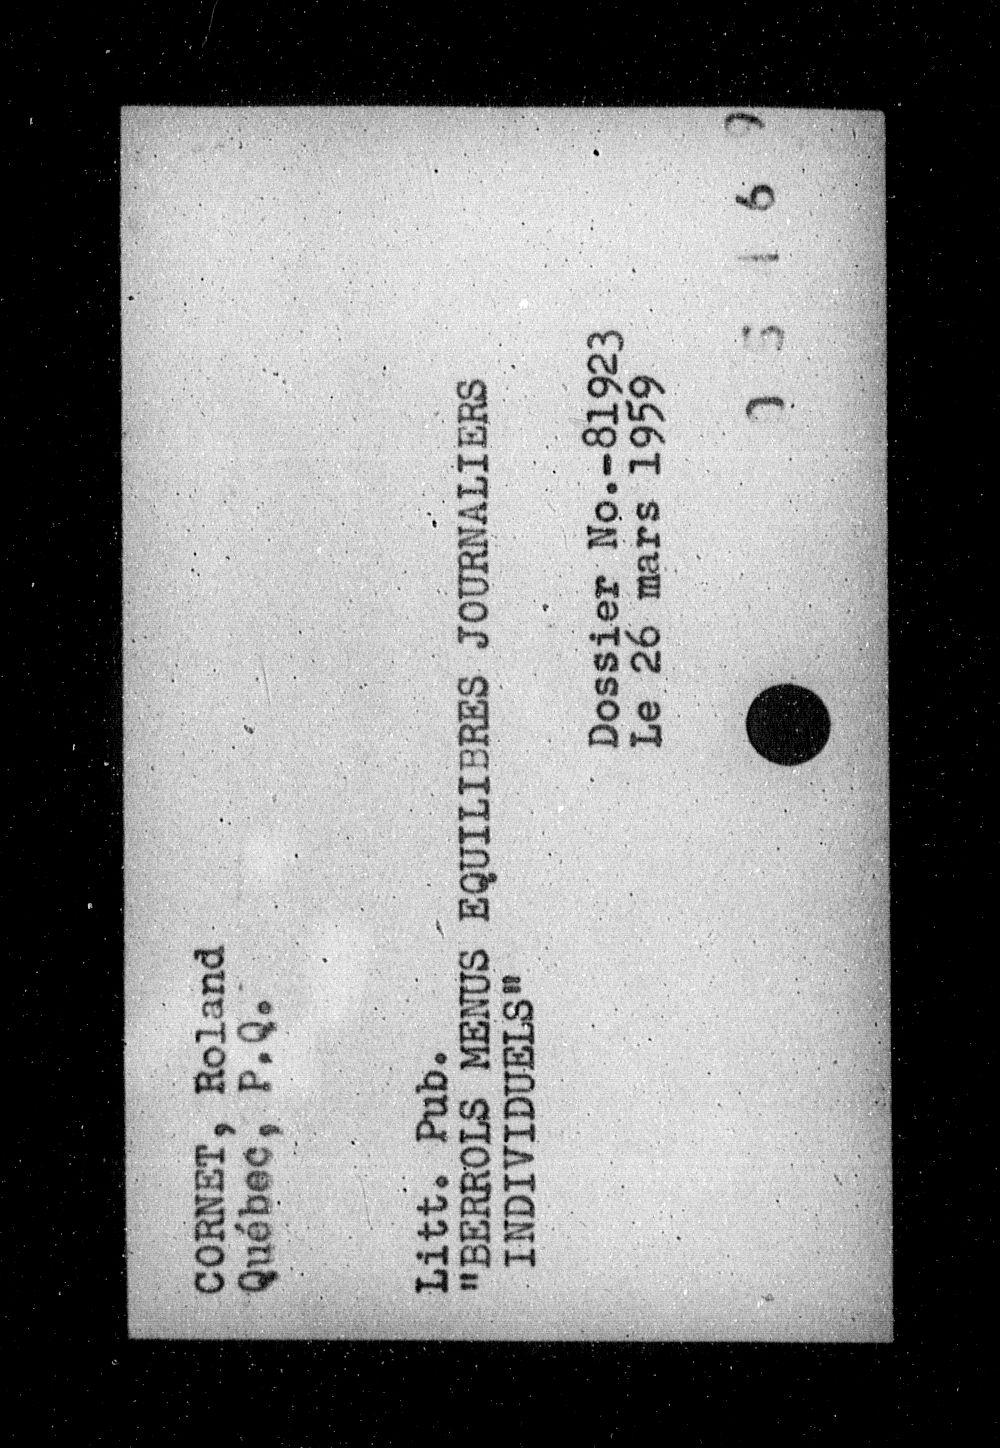 CORNET, Roland
Québec, P.Q.
Litt. Pub.
"BERROLS MENUS EQUILIBRES JOURNALIERS
INDIVIDUELS"
Dossier No.-81923
Le 26 mars 1959